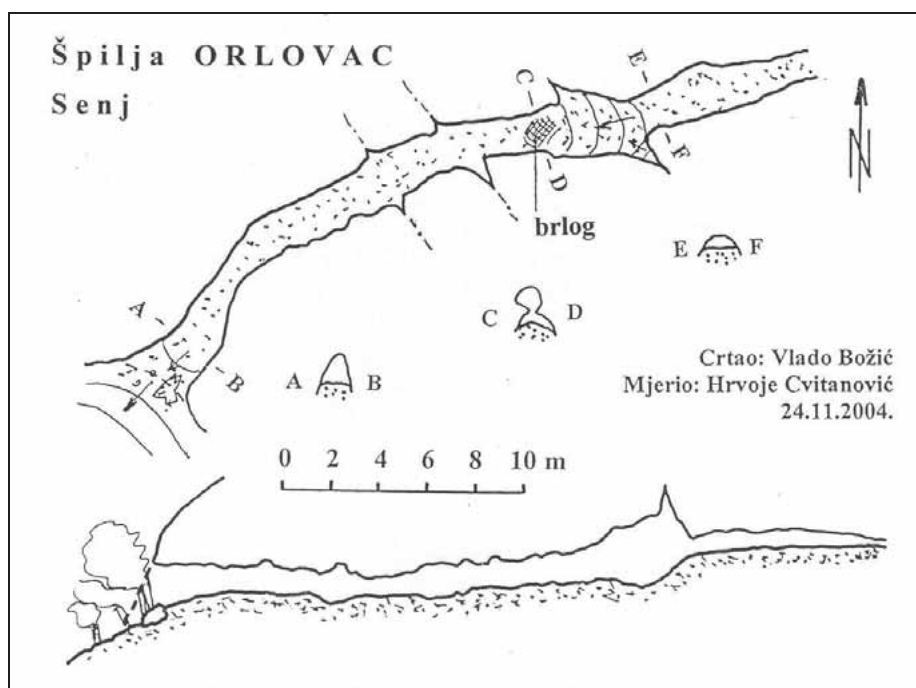 Špilja ORLOVAC
Senj
C
E
D
F
N
brlog
E F
C D
A
B
A B
Crtao: Vlado Božić
Mjerio: Hrvoje Cvitanović
24.11.2004.
0 2 4 6 8 10 m